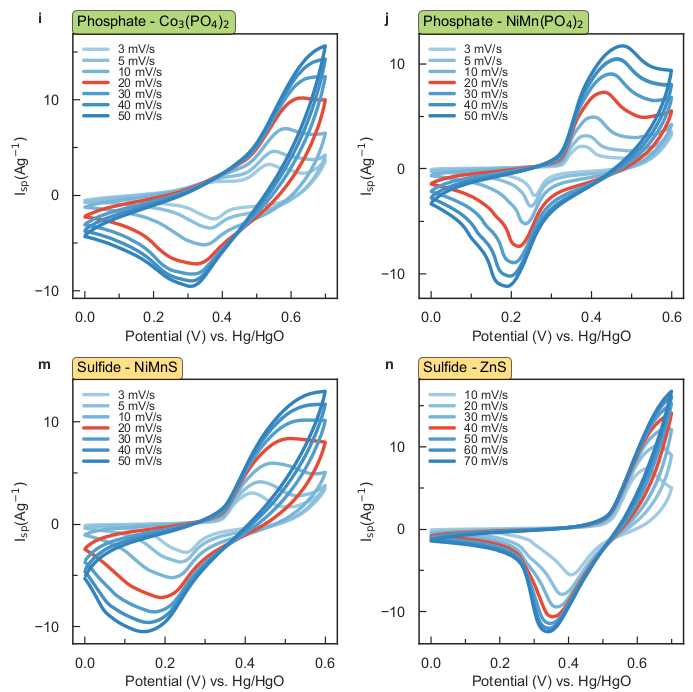 i
Phosphate - Co₃(PO₄)₂
3 mV/s
5 mV/s
10 mV/s
20 mV/s
30 mV/s
40 mV/s
50 mV/s
10
0
−10
Iₛₚ(Ag⁻¹)
0.0 0.2 0.4 0.6
Potential (V) vs. Hg/HgO
j
Phosphate - NiMn(PO₄)₂
3 mV/s
5 mV/s
10 mV/s
20 mV/s
30 mV/s
40 mV/s
50 mV/s
10
0
−10
Iₛₚ(Ag⁻¹)
0.0 0.2 0.4 0.6
Potential (V) vs. Hg/HgO
m
Sulfide - NiMnS
3 mV/s
5 mV/s
10 mV/s
20 mV/s
30 mV/s
40 mV/s
50 mV/s
10
0
−10
Iₛₚ(Ag⁻¹)
0.0 0.2 0.4 0.6
Potential (V) vs. Hg/HgO
n
Sulfide - ZnS
10 mV/s
20 mV/s
30 mV/s
40 mV/s
50 mV/s
60 mV/s
70 mV/s
10
0
−10
Iₛₚ(Ag⁻¹)
0.0 0.2 0.4 0.6
Potential (V) vs. Hg/HgO